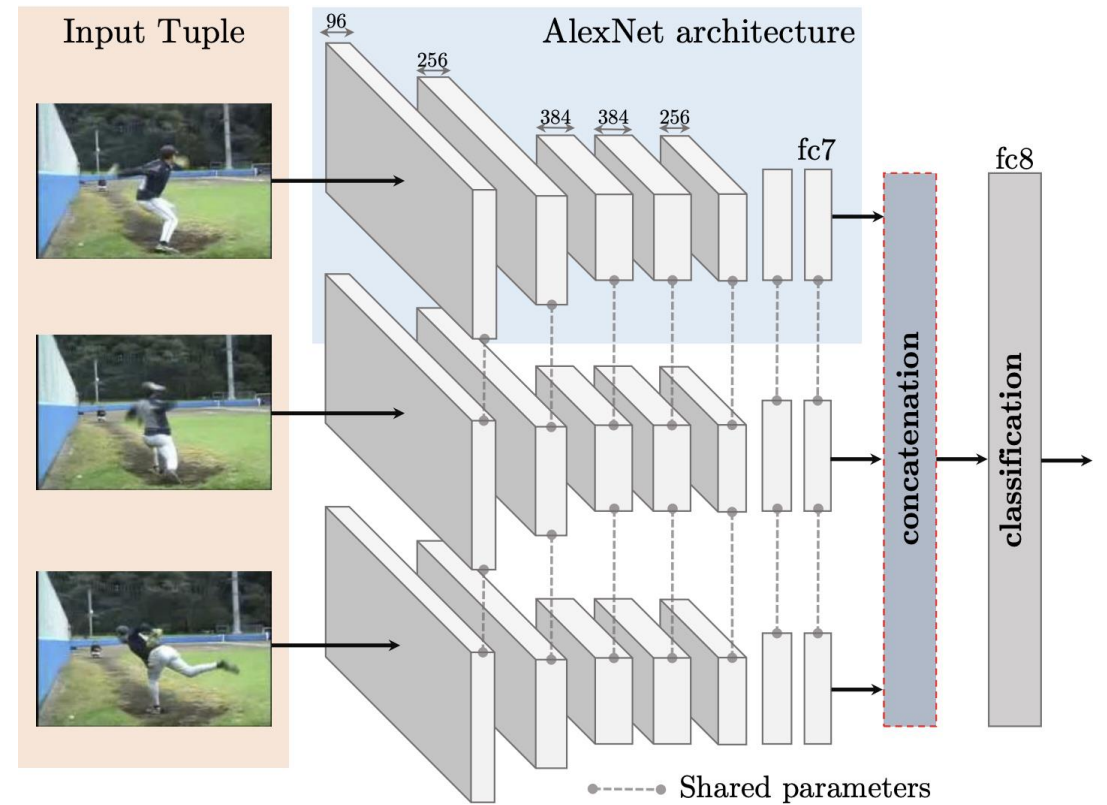 Input Tuple
AlexNet architecture
96
256
384
384
256
fc7
fc8
concatenation
classification
Shared parameters